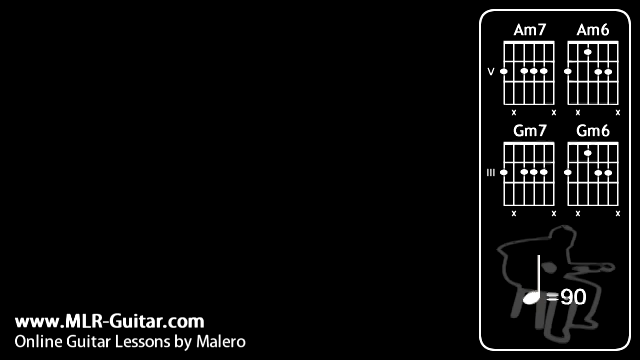 Am7 Am6
V
x x x x
Gm7 Gm6
III
x x x x
=90
www.MLR-Guitar.com
Online Guitar Lessons by Malero